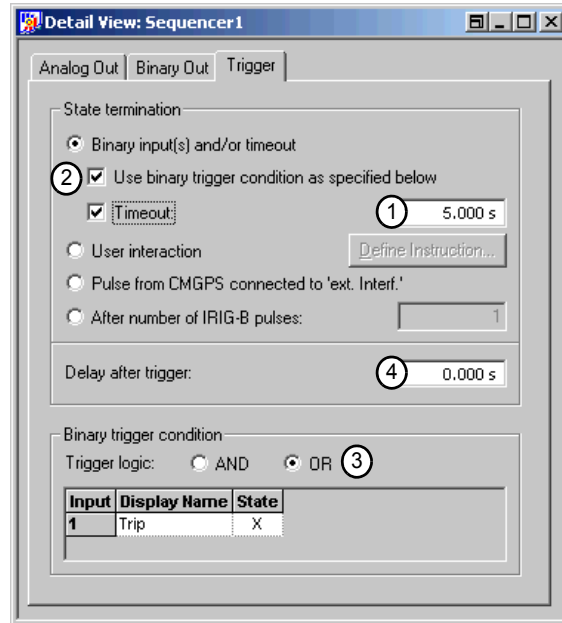 Detail View: Sequencer1
Analog Out Binary Out Trigger
State termination
Binary input(s) and/or timeout
2 Use binary trigger condition as specified below
Timeout: 1 5.000 s
User interaction Define Instruction...
Pulse from CMGPS connected to 'ext. Interf.'
After number of IRIG-B pulses: 1
Delay after trigger: 4 0.000 s
Binary trigger condition
Trigger logic: AND OR 3
Input Display Name State
1 Trip X